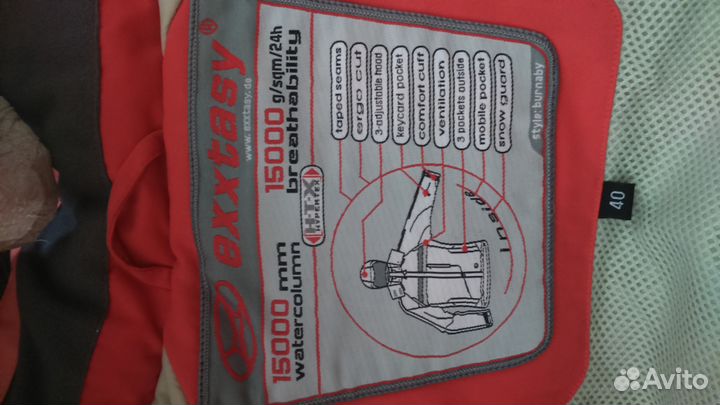 exxtasy®
www.exxtasy.de
15000 mm
watercolumn
15000 g/sqm/24h
breathability
H·T·X
HYPERTEX
taped seams
ergo cut
3-adjustable hood
keycard pocket
comfort cuff
ventilation
3 pockets outside
mobile pocket
snow guard
inside
style: burnaby
40
Avito